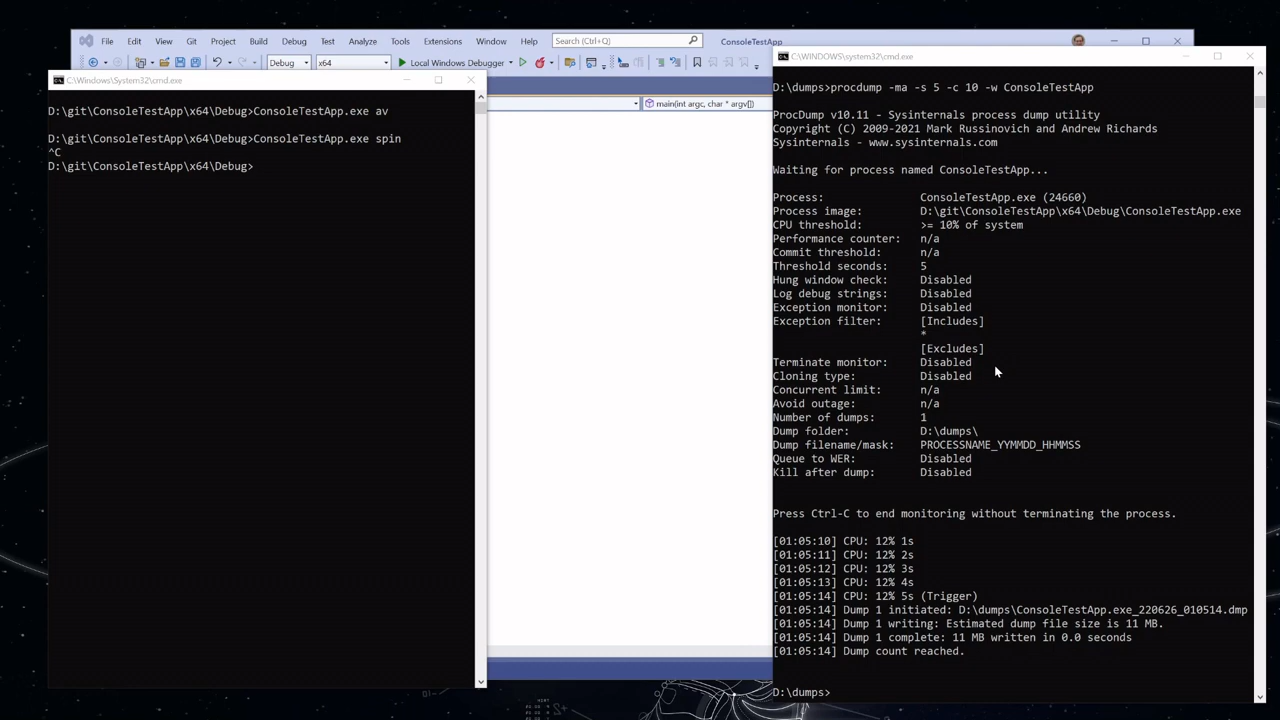 File Edit View Git Project Build Debug Test Analyze Tools Extensions Window Help Search (Ctrl+Q) ConsoleTestApp
Debug x64 Local Windows Debugger
main(int argc, char * argv[])
C:\Windows\System32\cmd.exe
D:\git\ConsoleTestApp\x64\Debug>ConsoleTestApp.exe av
D:\git\ConsoleTestApp\x64\Debug>ConsoleTestApp.exe spin
^C
D:\git\ConsoleTestApp\x64\Debug>
C:\WINDOWS\system32\cmd.exe
D:\dumps>procdump -ma -s 5 -c 10 -w ConsoleTestApp
ProcDump v10.11 - Sysinternals process dump utility
Copyright (C) 2009-2021 Mark Russinovich and Andrew Richards
Sysinternals - www.sysinternals.com
Waiting for process named ConsoleTestApp...
Process: ConsoleTestApp.exe (24660)
Process image: D:\git\ConsoleTestApp\x64\Debug\ConsoleTestApp.exe
CPU threshold: >= 10% of system
Performance counter: n/a
Commit threshold: n/a
Threshold seconds: 5
Hung window check: Disabled
Log debug strings: Disabled
Exception monitor: Disabled
Exception filter: [Includes]
*
[Excludes]
Terminate monitor: Disabled
Cloning type: Disabled
Concurrent limit: n/a
Avoid outage: n/a
Number of dumps: 1
Dump folder: D:\dumps\
Dump filename/mask: PROCESSNAME_YYMMDD_HHMMSS
Queue to WER: Disabled
Kill after dump: Disabled
Press Ctrl-C to end monitoring without terminating the process.
[01:05:10] CPU: 12% 1s
[01:05:11] CPU: 12% 2s
[01:05:12] CPU: 12% 3s
[01:05:13] CPU: 12% 4s
[01:05:14] CPU: 12% 5s (Trigger)
[01:05:14] Dump 1 initiated: D:\dumps\ConsoleTestApp.exe_220626_010514.dmp
[01:05:14] Dump 1 writing: Estimated dump file size is 11 MB.
[01:05:14] Dump 1 complete: 11 MB written in 0.0 seconds
[01:05:14] Dump count reached.
D:\dumps>